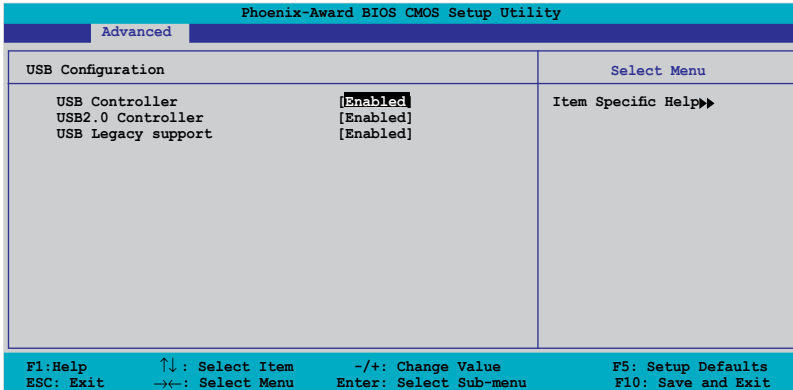 Phoenix-Award BIOS CMOS Setup Utility
Advanced
USB Configuration
Select Menu
USB Controller [Enabled]
USB2.0 Controller [Enabled]
USB Legacy support [Enabled]
Item Specific Help▶▶
F1:Help ↑↓ : Select Item -/+: Change Value F5: Setup Defaults
ESC: Exit →←: Select Menu Enter: Select Sub-menu F10: Save and Exit